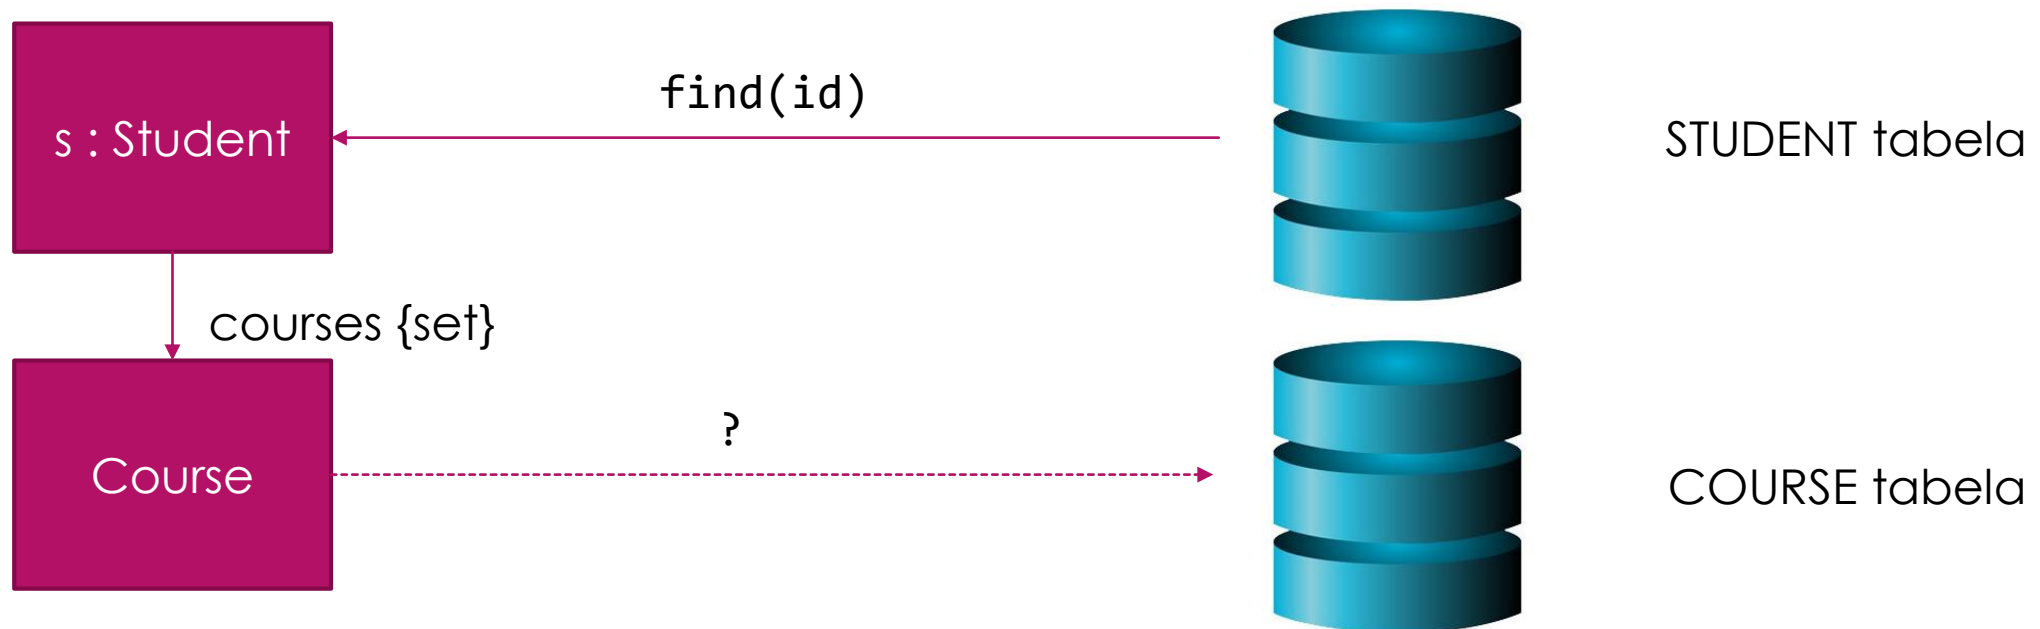 find(id)
s : Student
STUDENT tabela
courses {set}
?
Course
COURSE tabela